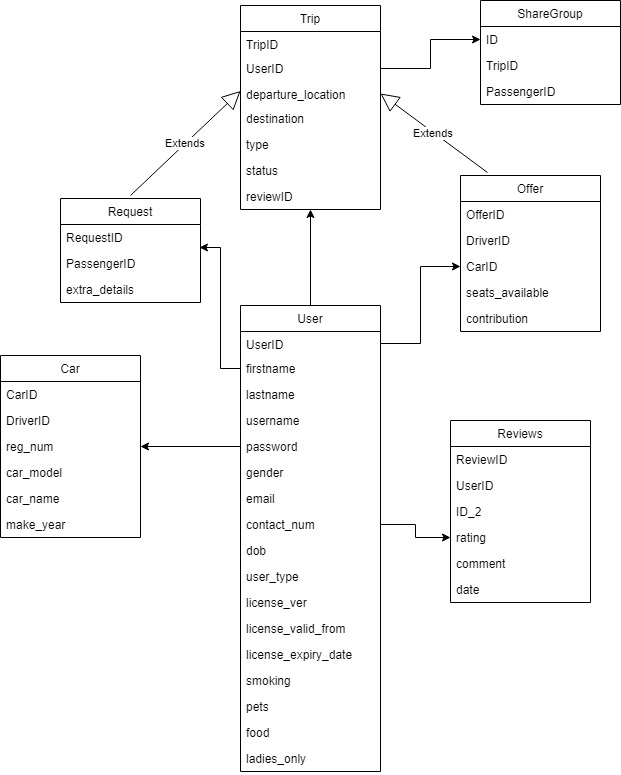 Trip
TripID
UserID
departure_location
destination
type
status
reviewID
ShareGroup
ID
TripID
PassengerID
Extends
Extends
Request
RequestID
PassengerID
extra_details
Offer
OfferID
DriverID
CarID
seats_available
contribution
User
UserID
firstname
lastname
username
password
gender
email
contact_num
dob
user_type
license_ver
license_valid_from
license_expiry_date
smoking
pets
food
ladies_only
Car
CarID
DriverID
reg_num
car_model
car_name
make_year
Reviews
ReviewID
UserID
ID_2
rating
comment
date